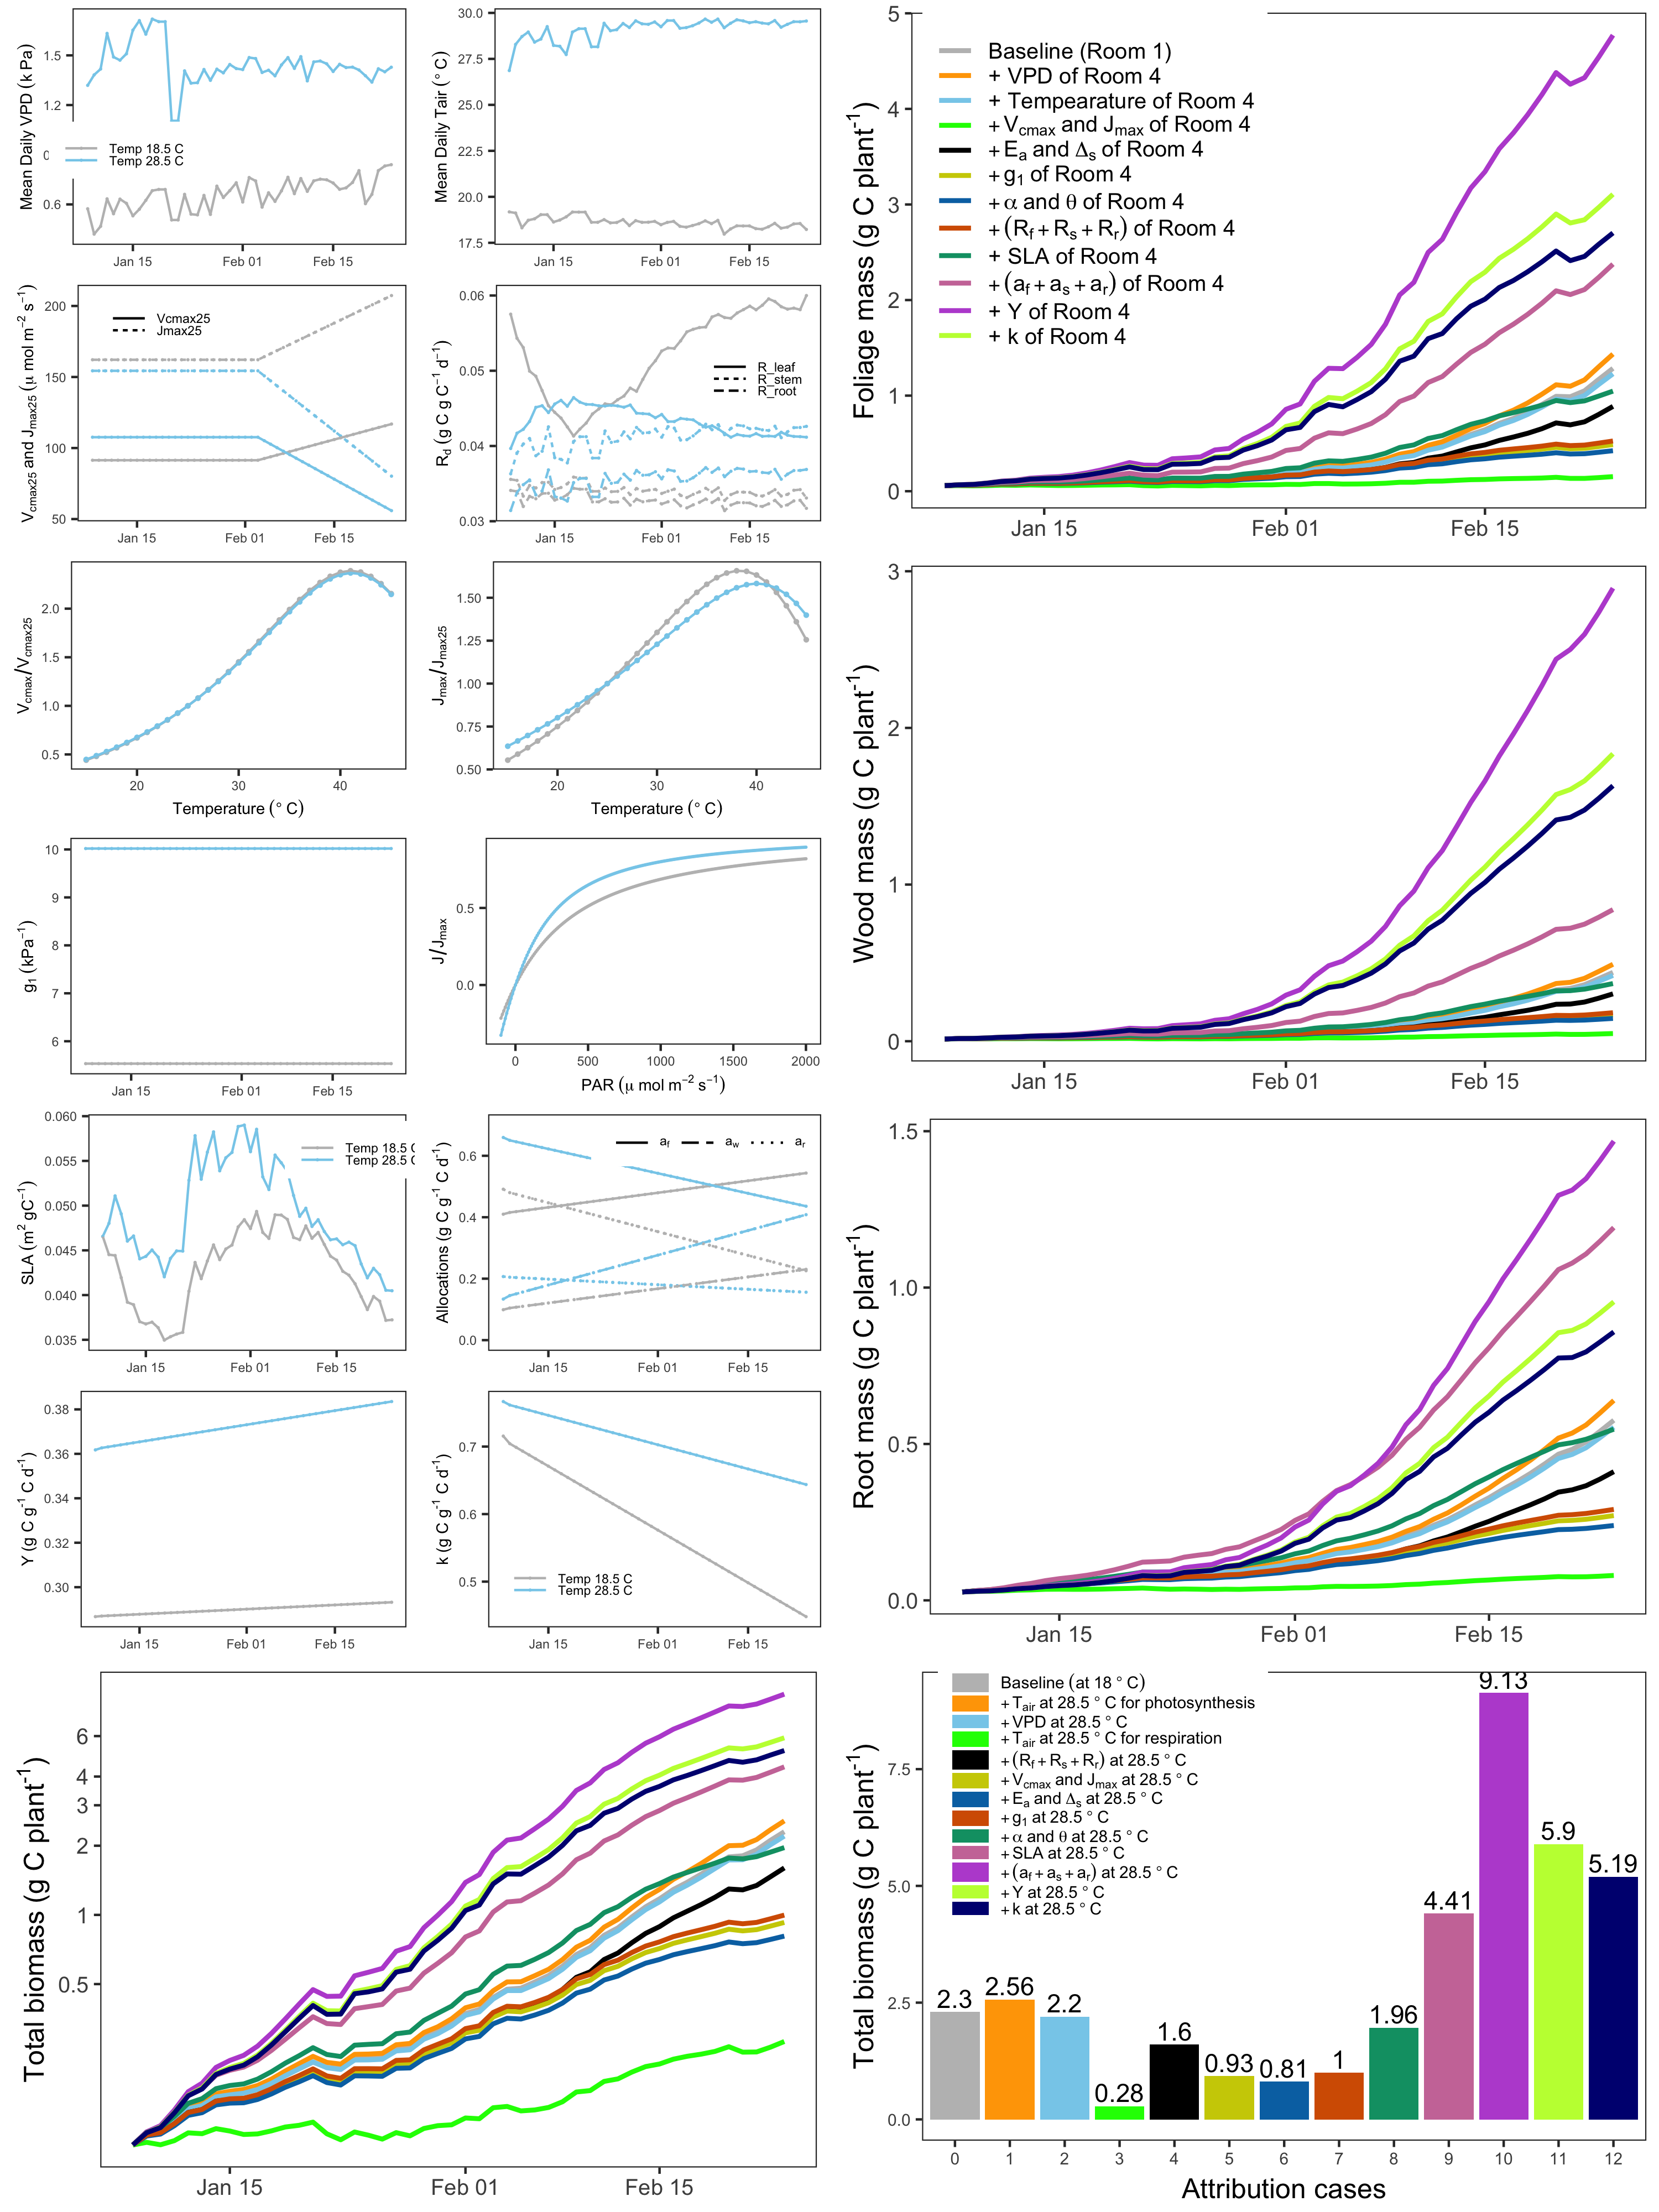 Mean Daily VPD (k Pa)
1.5
1.2
0
0.6
Temp 18.5 C
Temp 28.5 C
Jan 15
Feb 01
Feb 15
Mean Daily Tair (° C)
30.0
27.5
25.0
22.5
20.0
17.5
Jan 15
Feb 01
Feb 15
Vcmax25 and Jmax25 (μ mol m⁻² s⁻¹)
200
150
100
50
Vcmax25
Jmax25
Jan 15
Feb 01
Feb 15
Rd (g C g C⁻¹ d⁻¹)
0.06
0.05
0.04
0.03
R_leaf
R_stem
R_root
Jan 15
Feb 01
Feb 15
Vcmax/Vcmax25
2.0
1.5
1.0
0.5
20
30
40
Temperature (° C)
Jmax/Jmax25
1.50
1.25
1.00
0.75
0.50
20
30
40
Temperature (° C)
g1 (kPa⁻¹)
10
9
8
7
6
Jan 15
Feb 01
Feb 15
J/Jmax
0.5
0.0
0
500
1000
1500
2000
PAR (μ mol m⁻² s⁻¹)
SLA (m² gC⁻¹)
0.060
0.055
0.050
0.045
0.040
0.035
Temp 18.5 C
Temp 28.5 C
Jan 15
Feb 01
Feb 15
Allocations (g C g⁻¹ C d⁻¹)
0.6
0.4
0.2
0.0
af
aw
ar
Jan 15
Feb 01
Feb 15
Y (g C g⁻¹ C d⁻¹)
0.38
0.36
0.34
0.32
0.30
Jan 15
Feb 01
Feb 15
k (g C g⁻¹ C d⁻¹)
0.7
0.6
0.5
Temp 18.5 C
Temp 28.5 C
Jan 15
Feb 01
Feb 15
Foliage mass (g C plant⁻¹)
5
4
3
2
1
0
Baseline (Room 1)
+ VPD of Room 4
+ Tempearature of Room 4
+ Vcmax and Jmax of Room 4
+ Ea and Δs of Room 4
+ g1 of Room 4
+ α and θ of Room 4
+ (Rf + Rs + Rr) of Room 4
+ SLA of Room 4
+ (af + as + ar) of Room 4
+ Y of Room 4
+ k of Room 4
Jan 15
Feb 01
Feb 15
Wood mass (g C plant⁻¹)
3
2
1
0
Jan 15
Feb 01
Feb 15
Root mass (g C plant⁻¹)
1.5
1.0
0.5
0.0
Jan 15
Feb 01
Feb 15
Total biomass (g C plant⁻¹)
6
4
3
2
1
0.5
Jan 15
Feb 01
Feb 15
Total biomass (g C plant⁻¹)
7.5
5.0
2.5
0.0
Baseline (at 18 ° C)
+ Tair at 28.5 ° C for photosynthesis
+ VPD at 28.5 ° C
+ Tair at 28.5 ° C for respiration
+ (Rf + Rs + Rr) at 28.5 ° C
+ Vcmax and Jmax at 28.5 ° C
+ Ea and Δs at 28.5 ° C
+ g1 at 28.5 ° C
+ α and θ at 28.5 ° C
+ SLA at 28.5 ° C
+ (af + as + ar) at 28.5 ° C
+ Y at 28.5 ° C
+ k at 28.5 ° C
2.3
2.56
2.2
0.28
1.6
0.93
0.81
1
1.96
4.41
9.13
5.9
5.19
0
1
2
3
4
5
6
7
8
9
10
11
12
Attribution cases